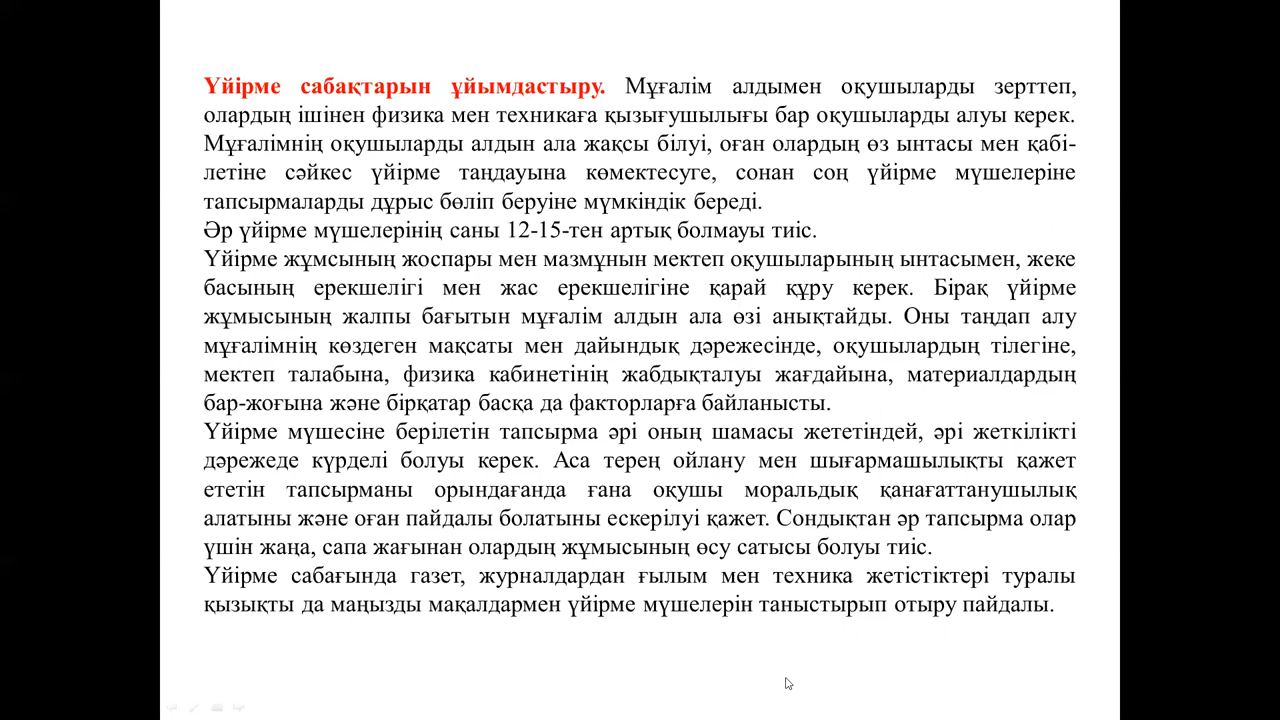 Үйірме сабақтарын ұйымдастыру. Мұғалім алдымен оқушыларды зерттеп,
олардың ішінен физика мен техникаға қызығушылығы бар оқушыларды алуы керек.
Мұғалімнің оқушыларды алдын ала жақсы білуі, оған олардың өз ынтасы мен қабі-
летіне сәйкес үйірме таңдауына көмектесуге, сонан соң үйірме мүшелеріне
тапсырмаларды дұрыс бөліп беруіне мүмкіндік береді.
Әр үйірме мүшелерінің саны 12-15-тен артық болмауы тиіс.
Үйірме жұмсының жоспары мен мазмұнын мектеп оқушыларының ынтасымен, жеке
басының ерекшелігі мен жас ерекшелігіне қарай құру керек. Бірақ үйірме
жұмысының жалпы бағытын мұғалім алдын ала өзі анықтайды. Оны таңдап алу
мұғалімнің көздеген мақсаты мен дайындық дәрежесінде, оқушылардың тілегіне,
мектеп талабына, физика кабинетінің жабдықталуы жағдайына, материалдардың
бар-жоғына және бірқатар басқа да факторларға байланысты.
Үйірме мүшесіне берілетін тапсырма әрі оның шамасы жететіндей, әрі жеткілікті
дәрежеде күрделі болуы керек. Аса терең ойлану мен шығармашылықты қажет
ететін тапсырманы орындағанда ғана оқушы моральдық қанағаттанушылық
алатыны және оған пайдалы болатыны ескерілуі қажет. Сондықтан әр тапсырма олар
үшін жаңа, сапа жағынан олардың жұмысының өсу сатысы болуы тиіс.
Үйірме сабағында газет, журналдардан ғылым мен техника жетістіктері туралы
қызықты да маңызды мақалдармен үйірме мүшелерін таныстырып отыру пайдалы.